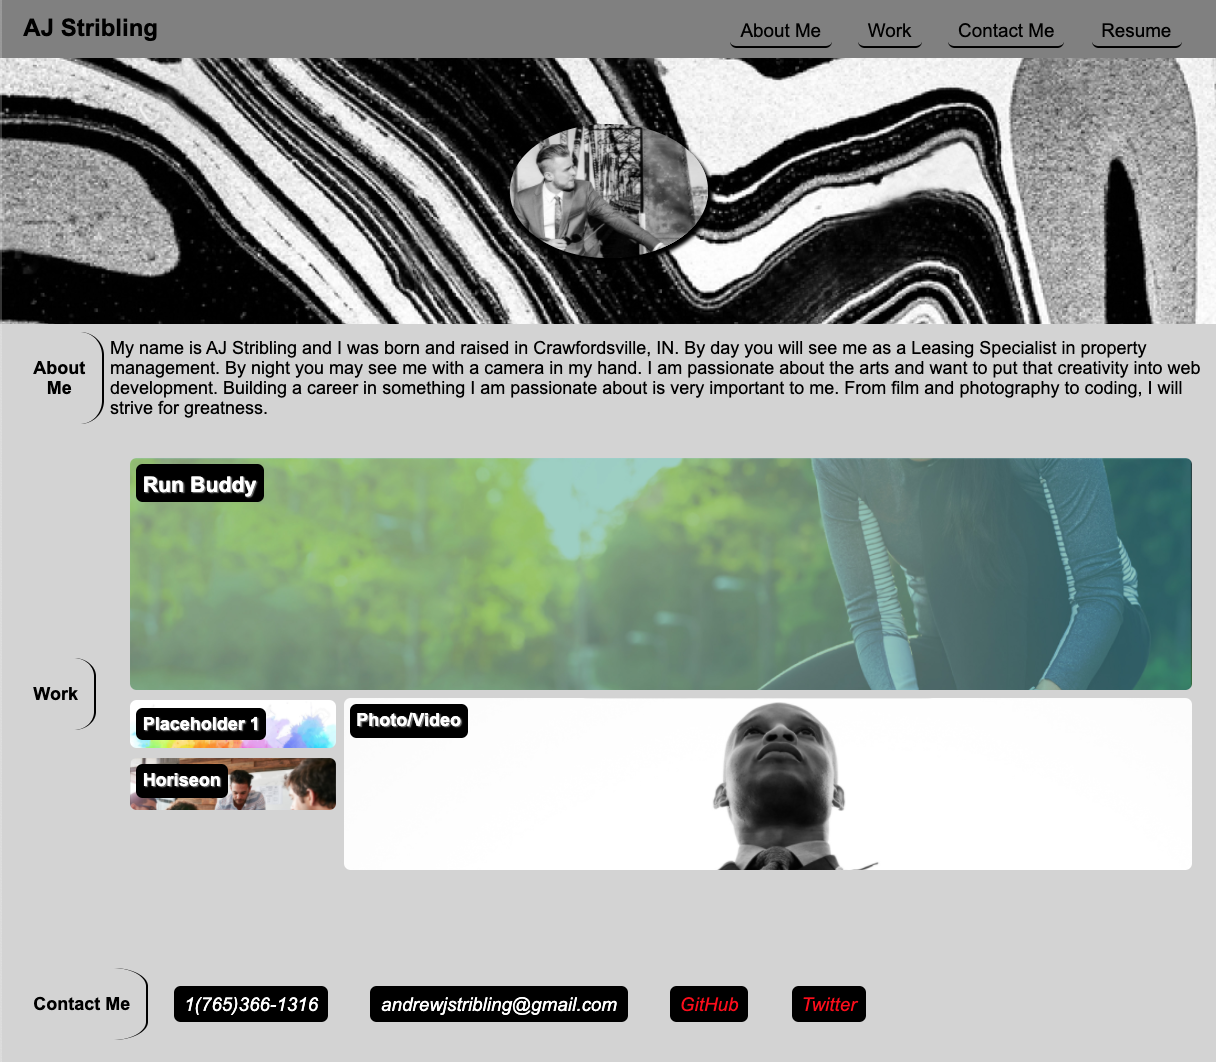 AJ Stribling
About Me
Work
Contact Me
Resume
About
Me
My name is AJ Stribling and I was born and raised in Crawfordsville, IN. By day you will see me as a Leasing Specialist in property
management. By night you may see me with a camera in my hand. I am passionate about the arts and want to put that creativity into web
development. Building a career in something I am passionate about is very important to me. From film and photography to coding, I will
strive for greatness.
Work
Run Buddy
Placeholder 1
Photo/Video
Horiseon
Contact Me
1(765)366-1316
andrewjstribling@gmail.com
GitHub
Twitter